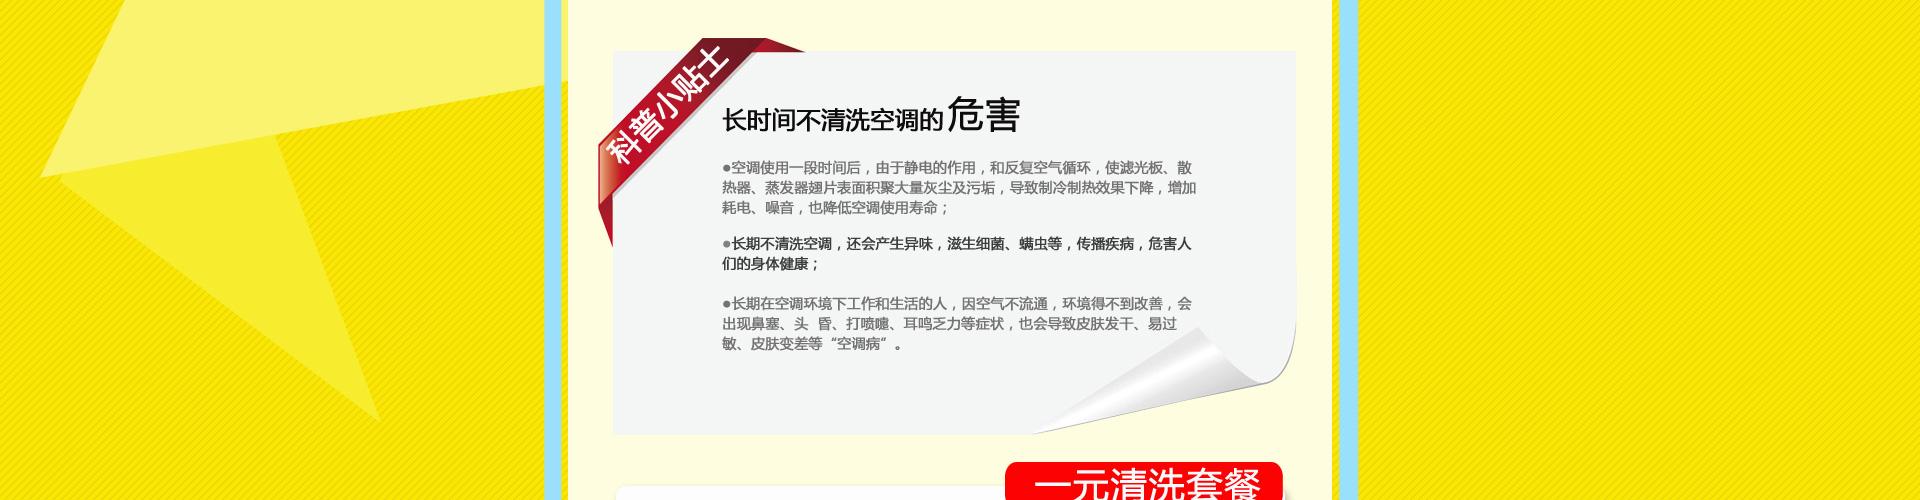 科普小贴士
长时间不清洗空调的危害
●空调使用一段时间后，由于静电的作用，和反复空气循环，使滤光板、散
热器、蒸发器翅片表面积聚大量灰尘及污垢，导致制冷制热效果下降，增加
耗电、噪音，也降低空调使用寿命；
●长期不清洗空调，还会产生异味，滋生细菌、螨虫等，传播疾病，危害人
们的身体健康；
●长期在空调环境下工作和生活的人，因空气不流通，环境得不到改善，会
出现鼻塞、头 昏、打喷嚏、耳鸣乏力等症状，也会导致皮肤发干、易过
敏、皮肤变差等“空调病”。
一元清洗套餐